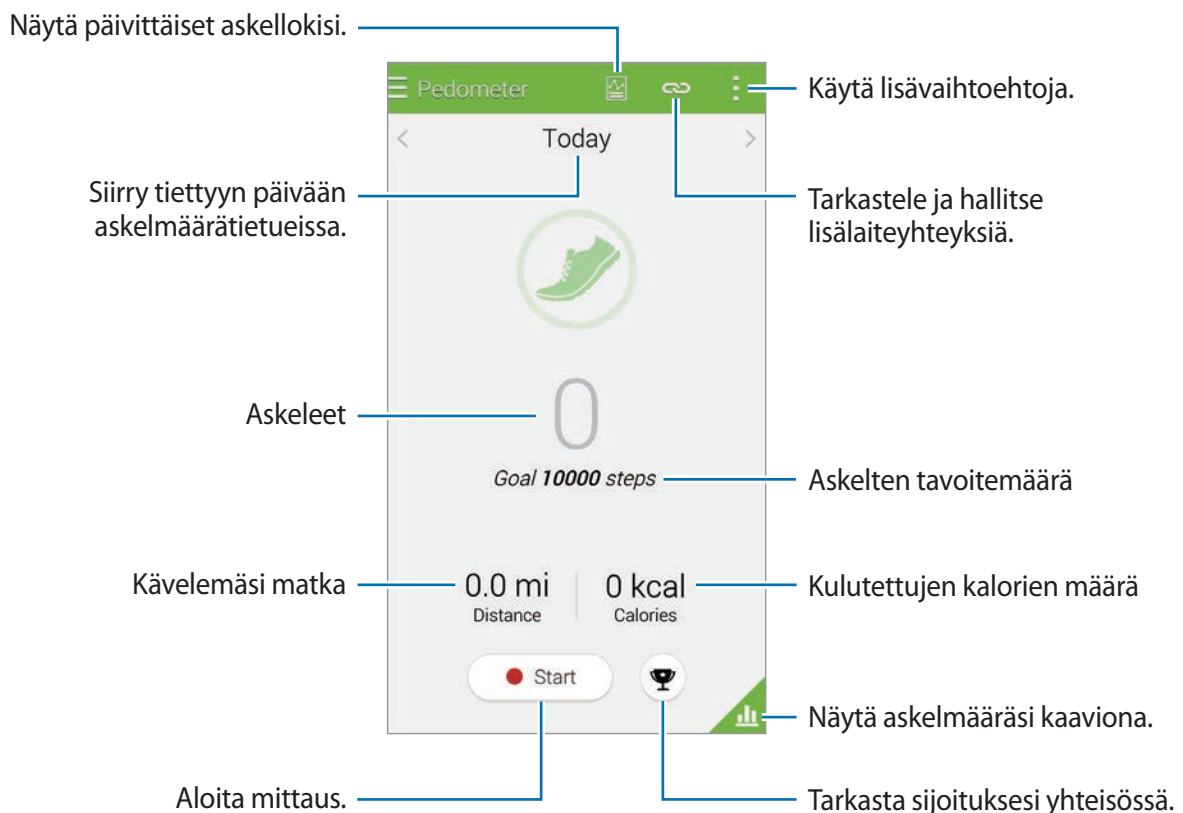 Näytä päivittäiset askellokisi.
Pedometer
Käytä lisävaihtoehtoja.
Today
Siirry tiettyyn päivään
askelmäärätietueissa.
Tarkastele ja hallitse
lisälaiteyhteyksiä.
Askeleet
0
Goal 10000 steps
Askelten tavoitemäärä
Kävelemäsi matka
0.0 mi
Distance
0 kcal
Calories
Kulutettujen kalorien määrä
Start
Näytä askelmääräsi kaaviona.
Aloita mittaus.
Tarkasta sijoituksesi yhteisössä.